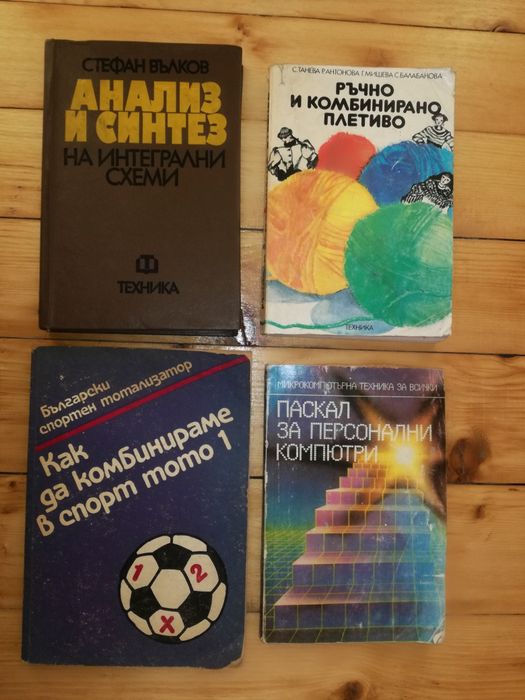 СТЕФАН ВЪЛКОВ
АНАЛИЗ
И СИНТЕЗ
НА ИНТЕГРАЛНИ
СХЕМИ
ТЕХНИКА
С. ТАНЕВА Р. АНТОНОВА Г. МИШЕВА С. БАЛАБАНОВА
РЪЧНО
И КОМБИНИРАНО
ПЛЕТИВО
ТЕХНИКА
Български
спортен тотализатор
Как
да комбинираме
в спорт тото 1
1
2
X
МИКРОКОМПЮТЪРНА ТЕХНИКА ЗА ВСИЧКИ
ПАСКАЛ
ЗА ПЕРСОНАЛНИ
КОМПЮТРИ